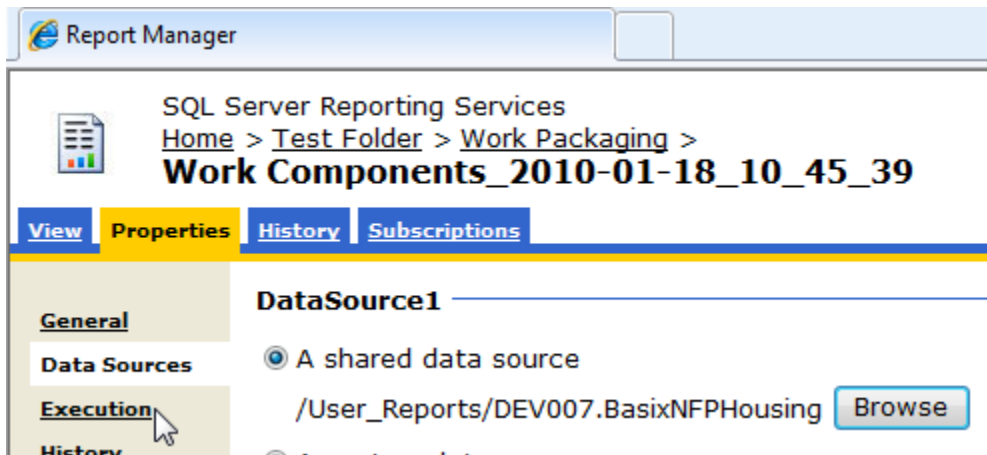 Report Manager
SQL Server Reporting Services
Home > Test Folder > Work Packaging >
Work Components_2010-01-18_10_45_39
View Properties History Subscriptions
DataSource1
General
A shared data source
Data Sources
/User_Reports/DEV007.BasixNFPHousing Browse
Execution
History